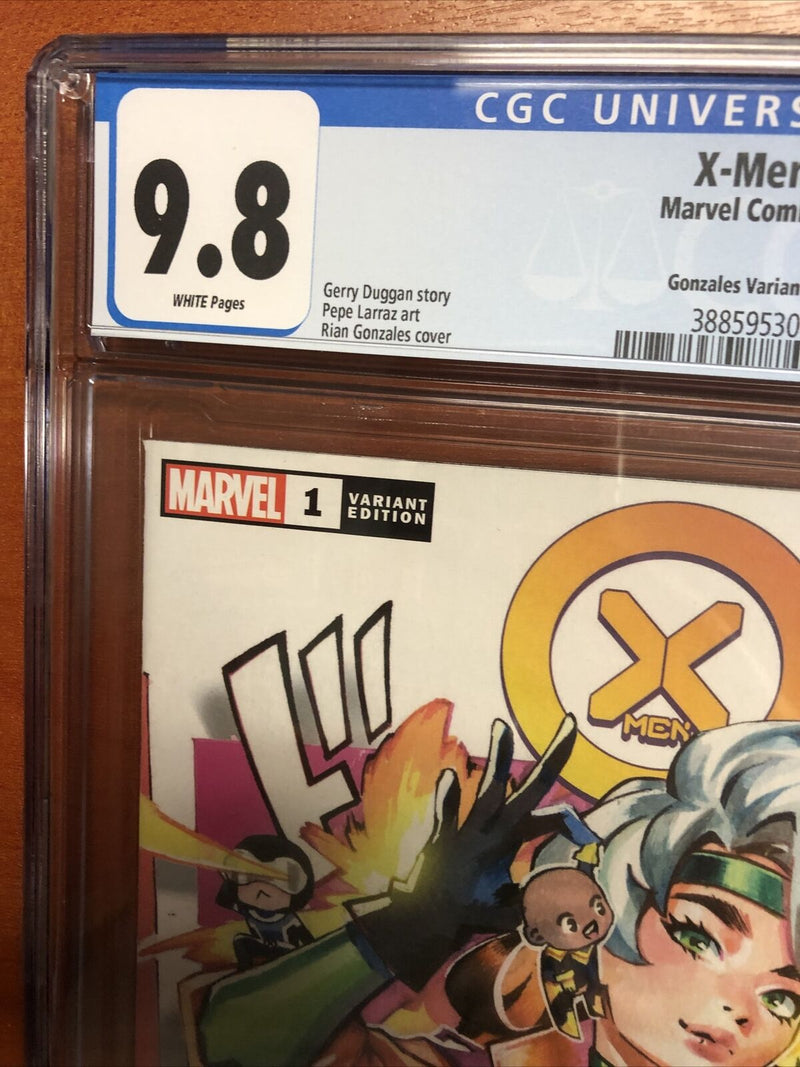 CGC UNIVERS
9.8
WHITE Pages
X-Men
Marvel Comi
Gerry Duggan story
Pepe Larraz art
Rian Gonzales cover
Gonzales Varian
38859530
MARVEL 1 VARIANT
EDITION
X
MEN